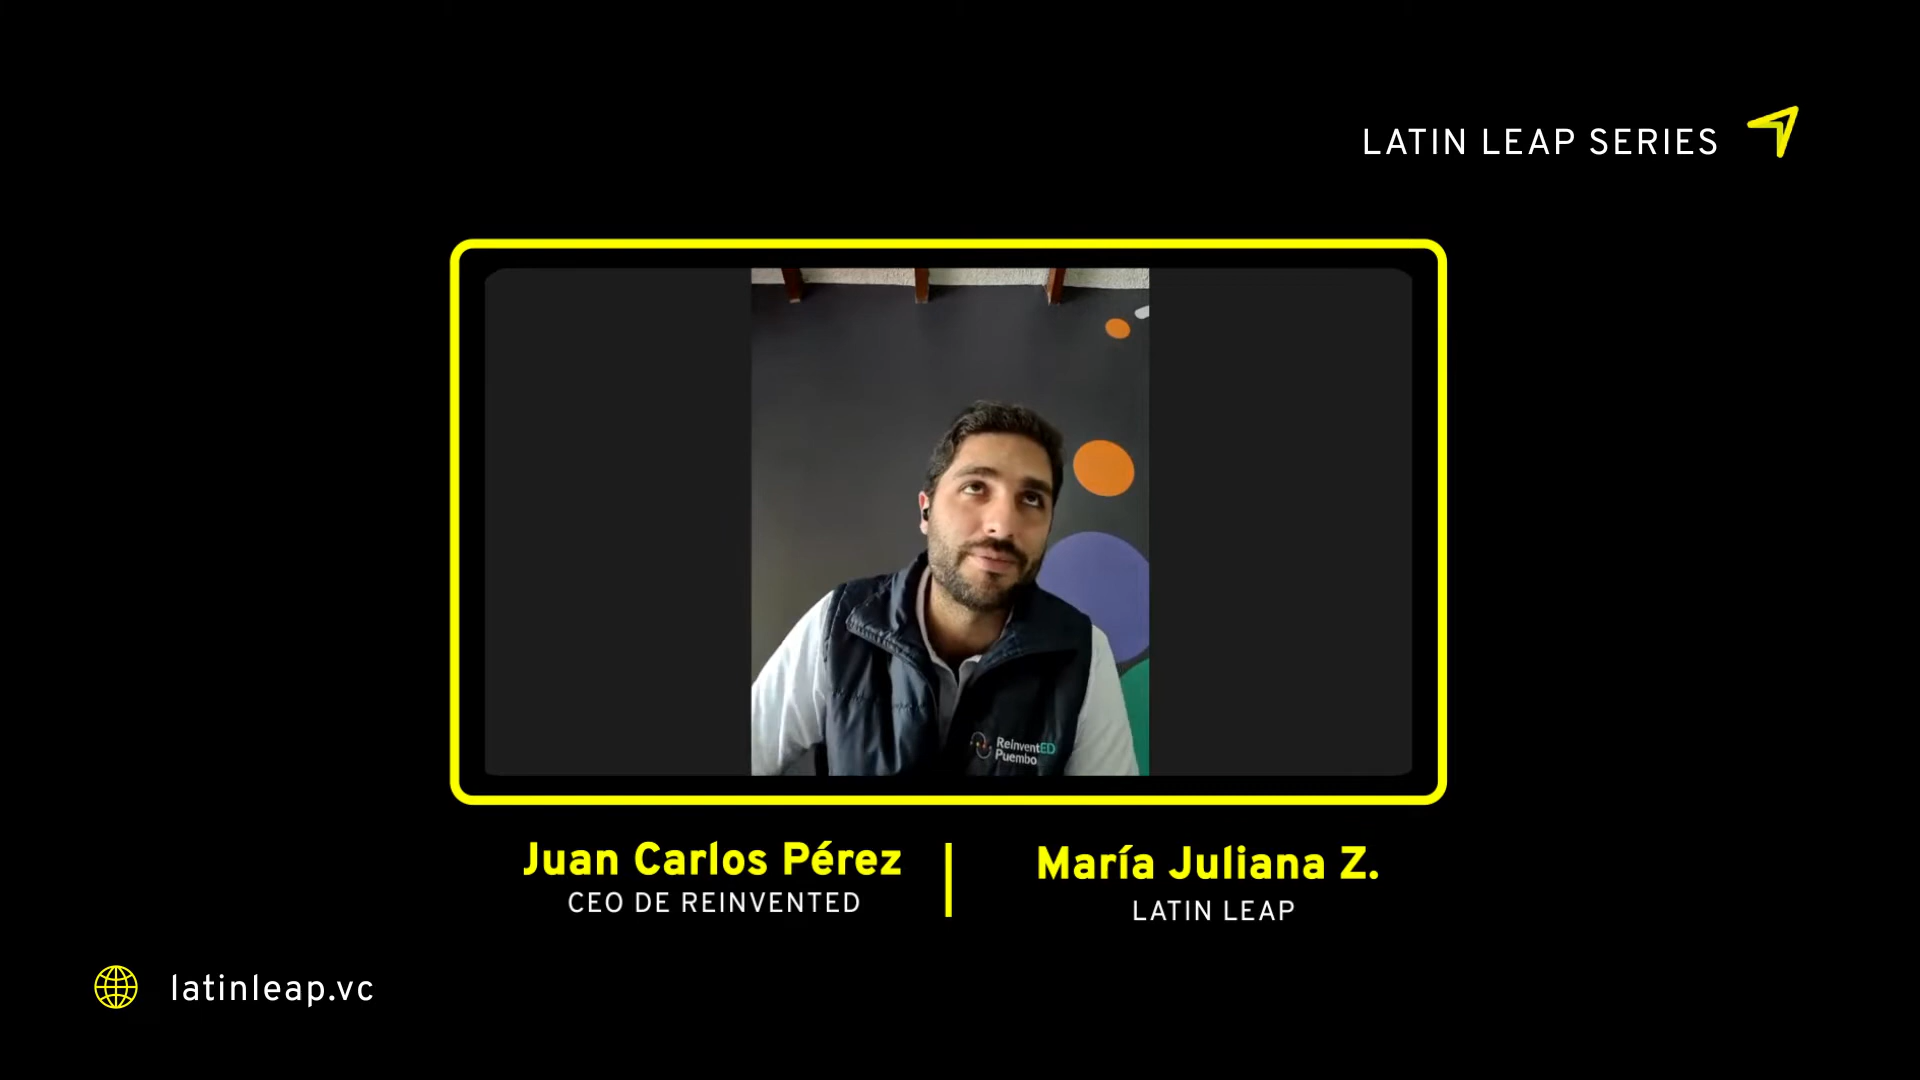 LATIN LEAP SERIES
ReinventED
Puembo
Juan Carlos Pérez
CEO DE REINVENTED
María Juliana Z.
LATIN LEAP
latinleap.vc